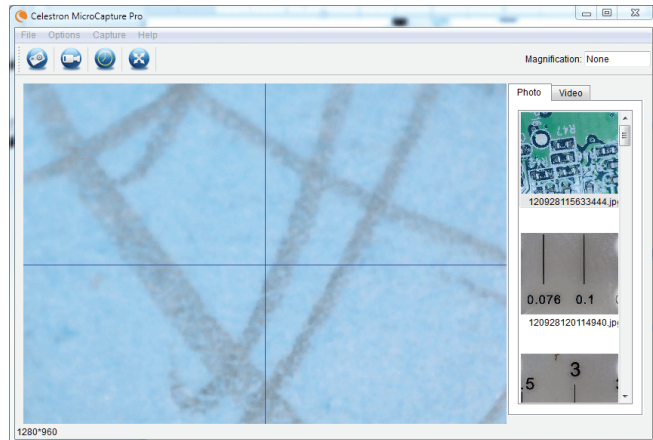 Celestron MicroCapture Pro
File Options Capture Help
Magnification: None
Photo Video
R47
120928115633444.jpg
0.076 0.1
120928120114940.jpg
.5 3
1280*960